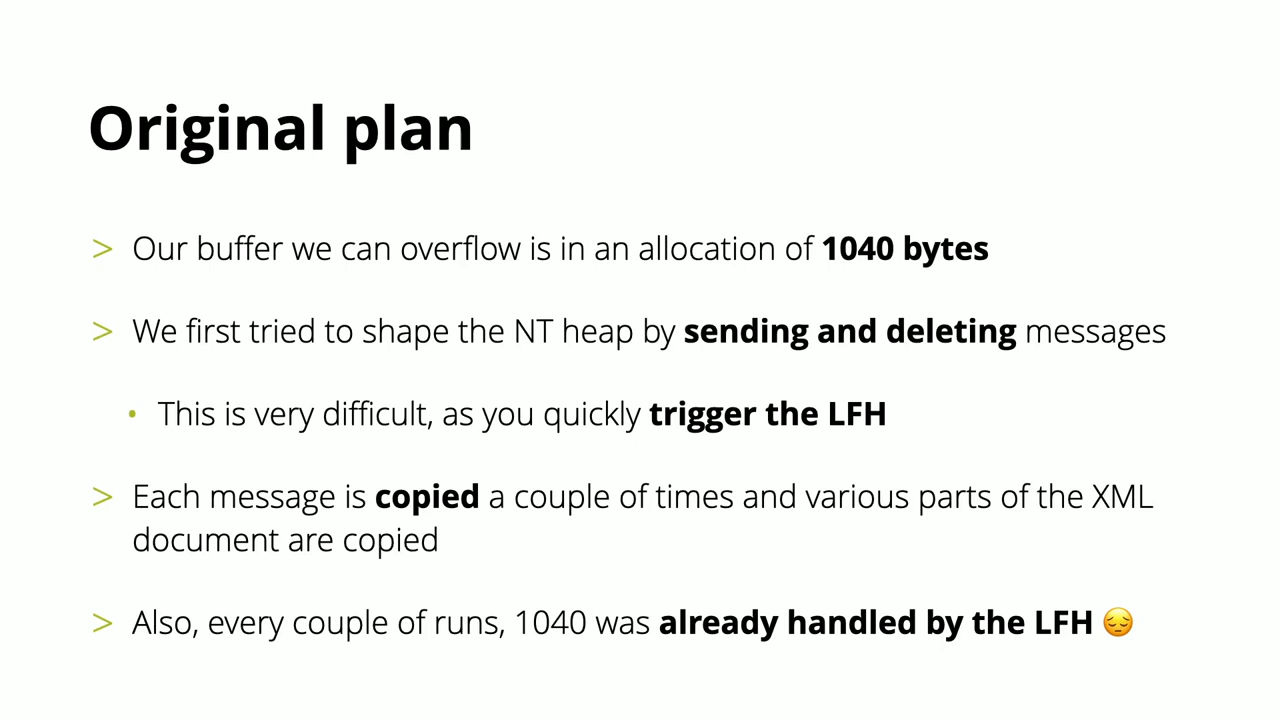 Original plan
> Our buffer we can overflow is in an allocation of 1040 bytes
> We first tried to shape the NT heap by sending and deleting messages
• This is very difficult, as you quickly trigger the LFH
> Each message is copied a couple of times and various parts of the XML
document are copied
> Also, every couple of runs, 1040 was already handled by the LFH 😔